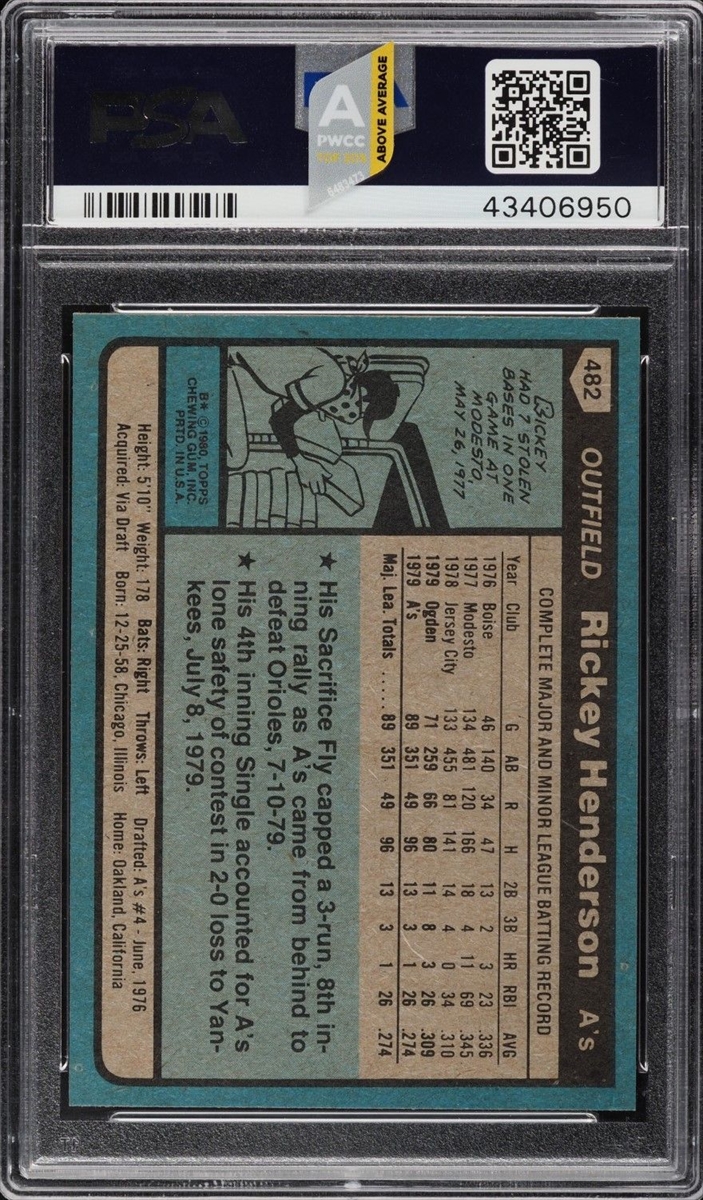 PSA
A
PWCC
TOP 30%
ABOVE AVERAGE
43406950
482 OUTFIELD Rickey Henderson A's
RICKEY
HAD 7 STOLEN
BASES IN ONE
GAME AT
MODESTO,
MAY 26, 1977
B* © 1980, TOPPS
CHEWING GUM, INC.
PRTD. IN U.S.A.
COMPLETE MAJOR AND MINOR LEAGUE BATTING RECORD
Year Club G AB R H 2B 3B HR RBI AVG
1976 Boise 46 140 34 47 13 2 3 23 .336
1977 Modesto 134 481 120 166 18 4 11 69 .345
1978 Jersey City 133 455 81 141 14 4 0 34 .310
1979 Ogden 71 259 66 80 11 8 3 26 .309
1979 A's 89 351 49 96 13 3 1 26 .274
Maj. Lea. Totals ..... 89 351 49 96 13 3 1 26 .274
★ His Sacrifice Fly capped a 3-run, 8th in-
ning rally as A's came from behind to
defeat Orioles, 7-10-79.
★ His 4th inning Single accounted for A's
lone safety of contest in 2-0 loss to Yan-
kees, July 8, 1979.
Height: 5'10" Weight: 178 Bats: Right Throws: Left Drafted: A's #4 - June, 1976
Acquired: Via Draft Born: 12-25-58, Chicago, Illinois Home: Oakland, California